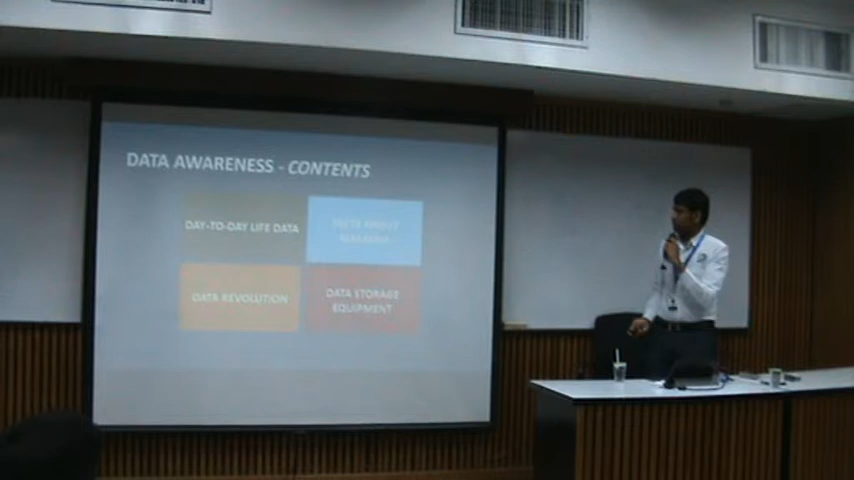 DATA AWARENESS - CONTENTS
DAY-TO-DAY LIFE DATA
DATA REVOLUTION
DATA STORAGE
EQUIPMENT